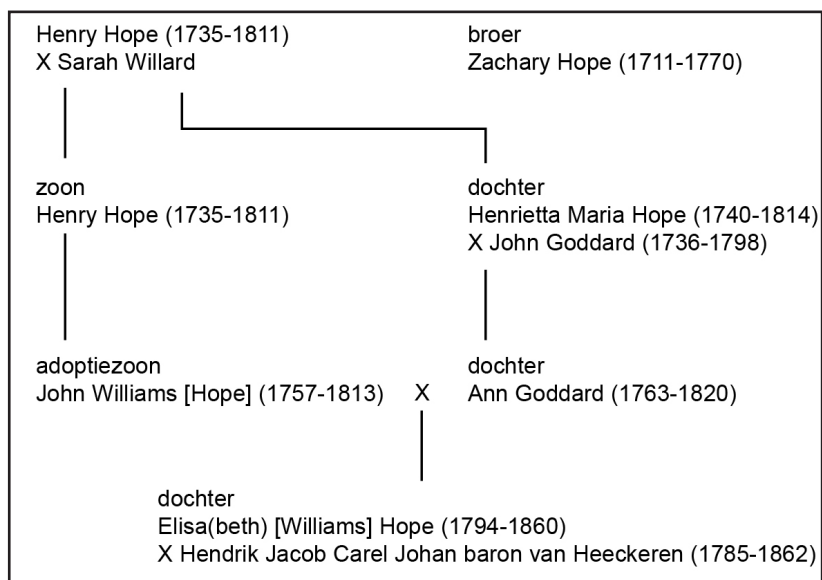 Henry Hope (1735-1811)
X Sarah Willard
broer
Zachary Hope (1711-1770)
zoon
Henry Hope (1735-1811)
dochter
Henrietta Maria Hope (1740-1814)
X John Goddard (1736-1798)
adoptiezoon
John Williams [Hope] (1757-1813)
X
dochter
Ann Goddard (1763-1820)
dochter
Elisa(beth) [Williams] Hope (1794-1860)
X Hendrik Jacob Carel Johan baron van Heeckeren (1785-1862)